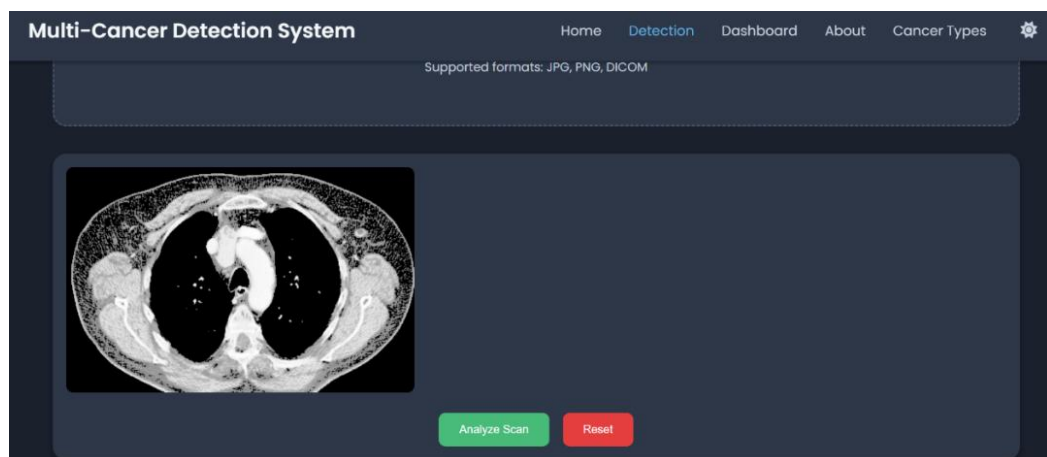 Multi-Cancer Detection System Home Detection Dashboard About Cancer Types
Supported formats: JPG, PNG, DICOM
Analyze Scan Reset